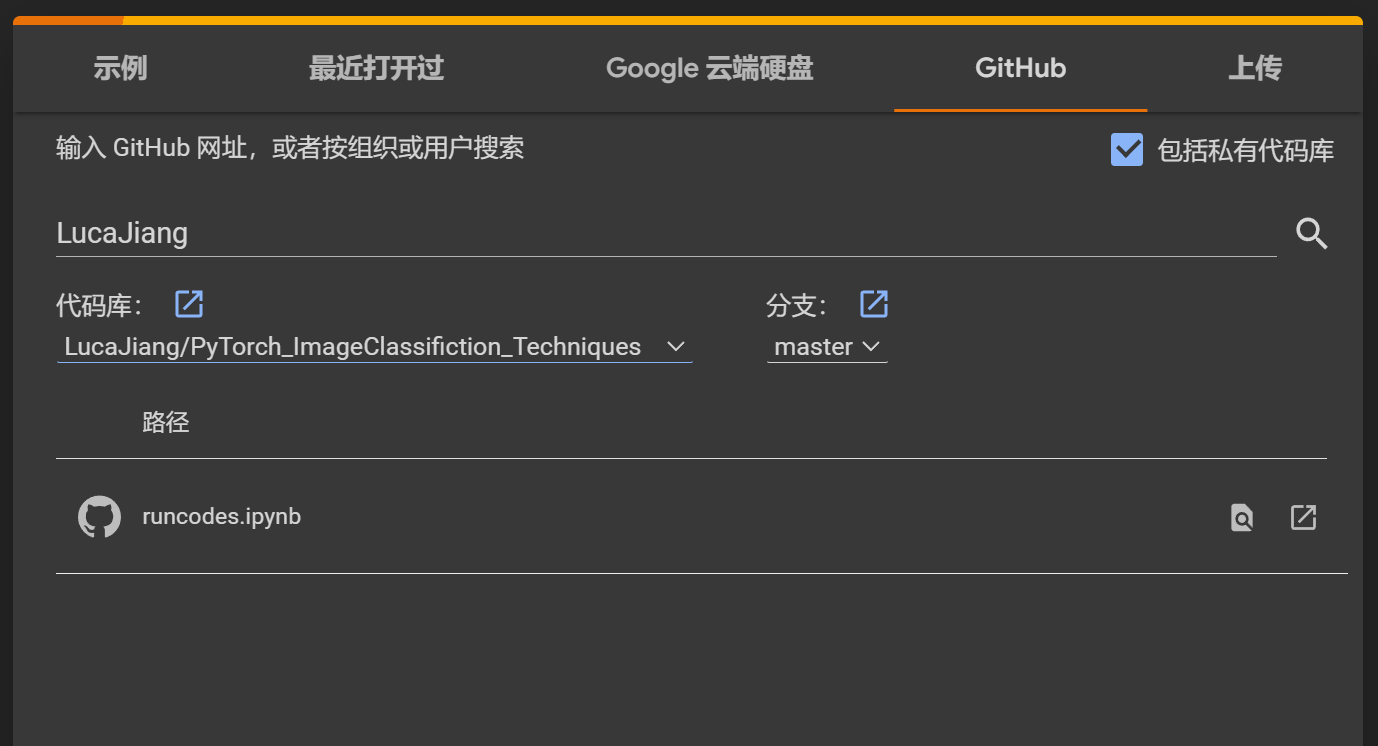 示例 最近打开过 Google 云端硬盘 GitHub 上传
输入 GitHub 网址，或者按组织或用户搜索 包括私有代码库
LucaJiang
代码库： 分支：
LucaJiang/PyTorch_ImageClassifiction_Techniques master
路径
runcodes.ipynb